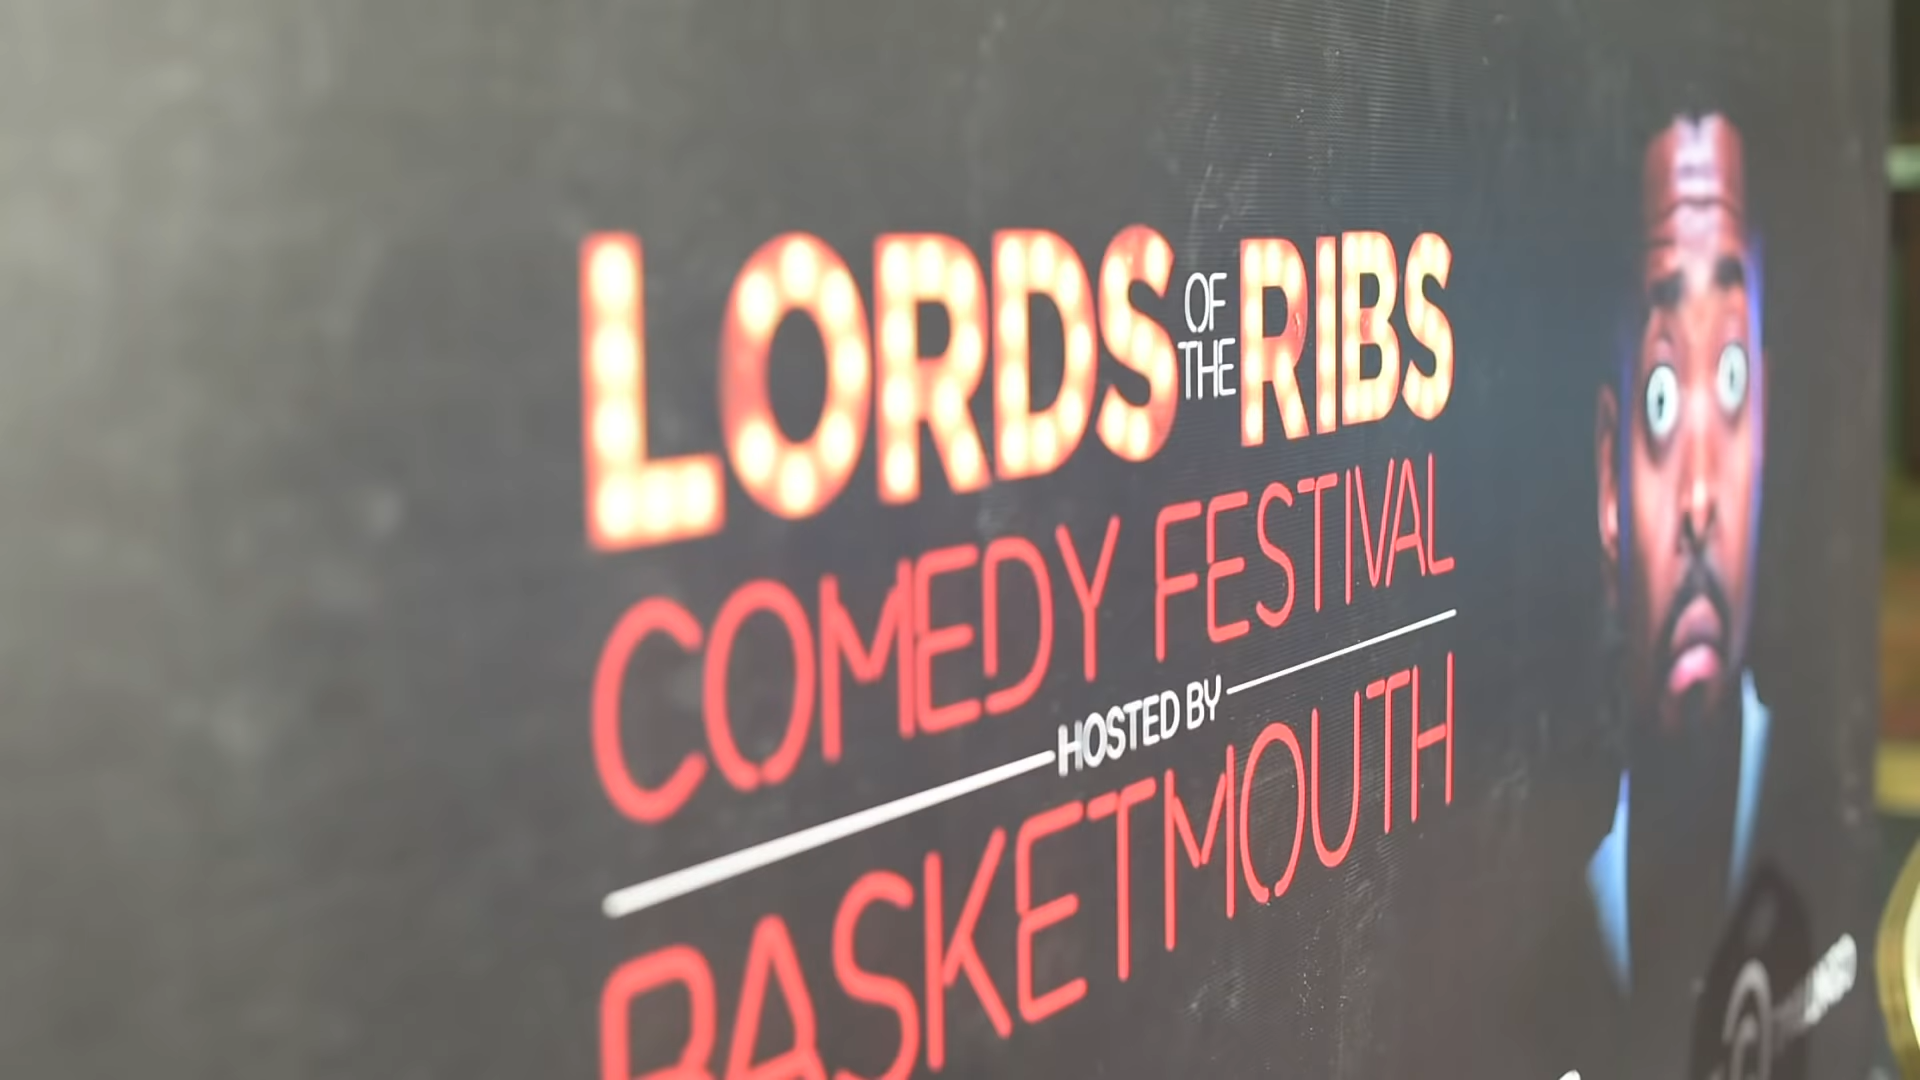 LORDS OF THE RIBS
COMEDY FESTIVAL
HOSTED BY
BASKETMOUTH